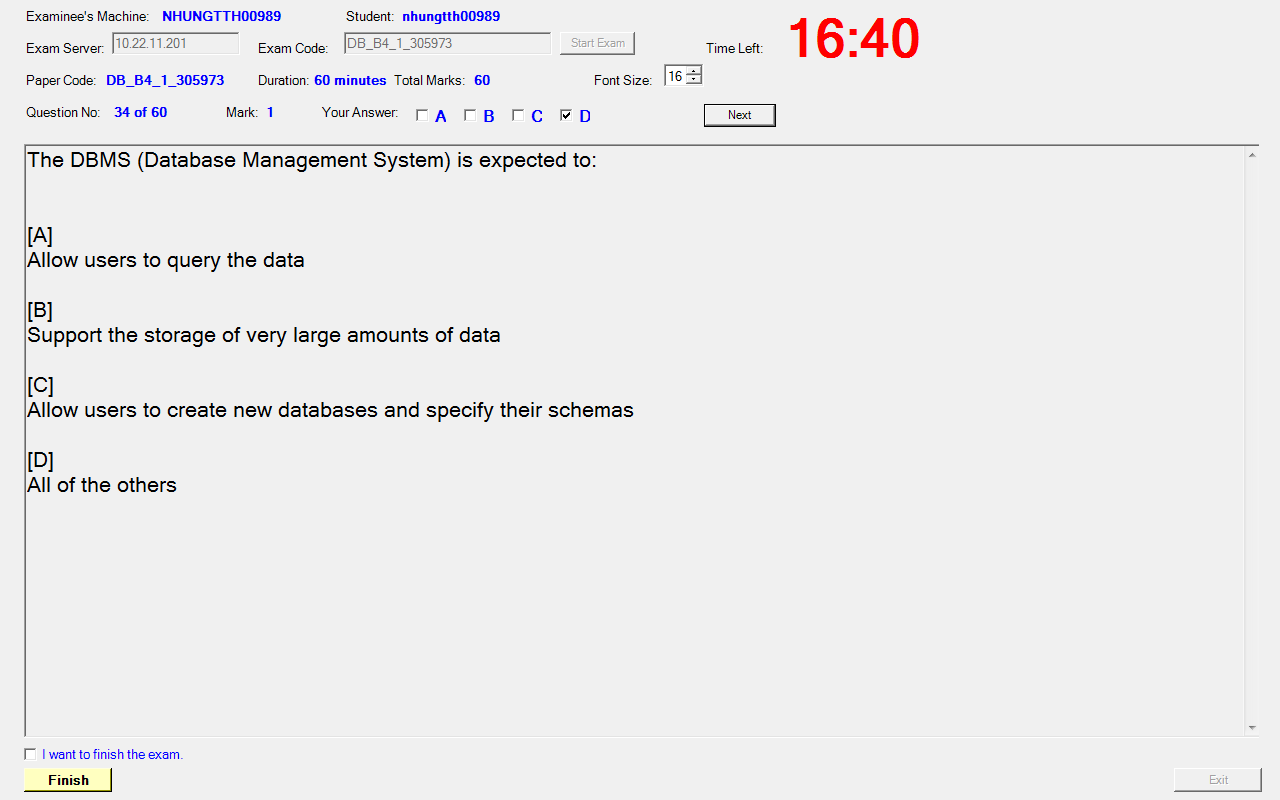 Examinee's Machine: NHUNGTTH00989 Student: nhungtth00989
Exam Server: 10.22.11.201 Exam Code: DB_B4_1_305973 Start Exam Time Left: 16:40
Paper Code: DB_B4_1_305973 Duration: 60 minutes Total Marks: 60 Font Size: 16
Question No: 34 of 60 Mark: 1 Your Answer: A B C D Next
The DBMS (Database Management System) is expected to:
[A]
Allow users to query the data
[B]
Support the storage of very large amounts of data
[C]
Allow users to create new databases and specify their schemas
[D]
All of the others
I want to finish the exam.
Finish Exit